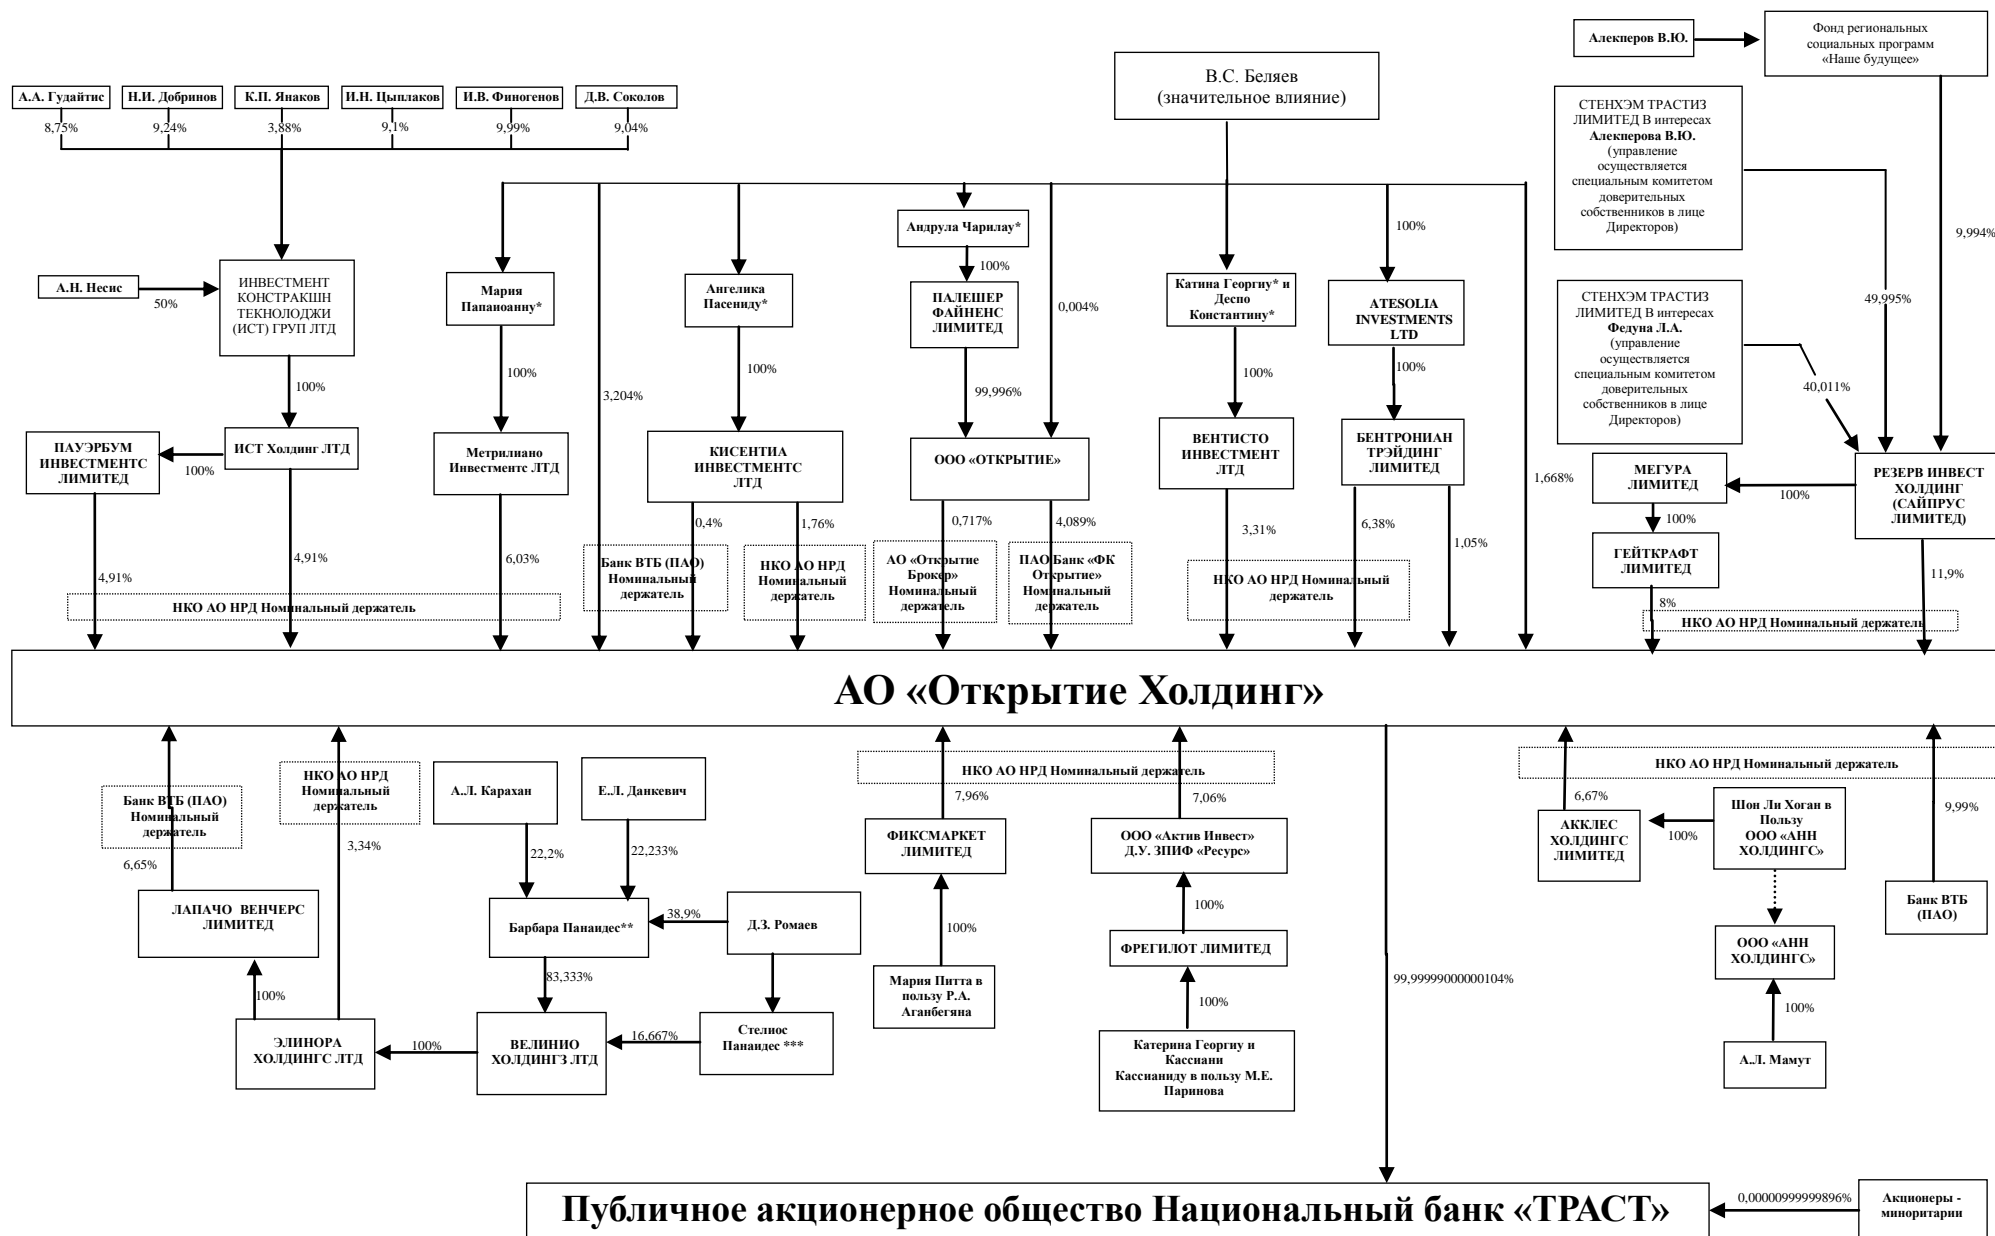 Алекперов В.Ю.
Фонд региональных
социальных программ
«Наше будущее»
В.С. Беляев
(значительное влияние)
А.А. Гудайтис
Н.И. Добринов
К.П. Янаков
И.Н. Цыплаков
И.В. Финогенов
Д.В. Соколов
8,75%
9,24%
3,88%
9,1%
9,99%
9,04%
СТЕНХЭМ ТРАСТИЗ
ЛИМИТЕД В интересах
Алекперова В.Ю.
(управление
осуществляется
специальным комитетом
доверительных
собственников в лице
Директоров)
9,994%
49,995%
А.Н. Несис
50%
ИНВЕСТМЕНТ
КОНСТРАКШН
ТЕКНОЛОДЖИ
(ИСТ) ГРУП ЛТД
Мария
Папаиоанну*
3,204%
Ангелика
Пасениду*
Андрула Чарилау*
100%
ПАЛЕШЕР
ФАЙНЕНС
ЛИМИТЕД
0,004%
Катина Георгиу* и
Деспо
Константину*
100%
ATESOLIA
INVESTMENTS
LTD
1,668%
СТЕНХЭМ ТРАСТИЗ
ЛИМИТЕД В интересах
Федуна Л.А.
(управление
осуществляется
специальным комитетом
доверительных
собственников в лице
Директоров)
40,011%
100%
100%
100%
99,996%
100%
100%
ПАУЭРБУМ
ИНВЕСТМЕНТС
ЛИМИТЕД
100%
ИСТ Холдинг ЛТД
Метрилиано
Инвестментс ЛТД
КИСЕНТИА
ИНВЕСТМЕНТС
ЛТД
ООО «ОТКРЫТИЕ»
ВЕНТИСТО
ИНВЕСТМЕНТ
ЛТД
БЕНТРОНИАН
ТРЭЙДИНГ
ЛИМИТЕД
МЕГУРА
ЛИМИТЕД
100%
РЕЗЕРВ ИНВЕСТ
ХОЛДИНГ
(САЙПРУС
ЛИМИТЕД)
100%
ГЕЙТКРАФТ
ЛИМИТЕД
4,91%
4,91%
6,03%
0,4%
1,76%
0,717%
4,089%
3,31%
6,38%
1,05%
8%
11,9%
НКО АО НРД Номинальный держатель
Банк ВТБ (ПАО)
Номинальный
держатель
НКО АО НРД
Номинальный
держатель
АО «Открытие
Брокер»
Номинальный
держатель
ПАО Банк «ФК
Открытие»
Номинальный
держатель
НКО АО НРД Номинальный
держатель
НКО АО НРД Номинальный держатель
АО «Открытие Холдинг»
Банк ВТБ (ПАО)
Номинальный
держатель
6,65%
НКО АО НРД
Номинальный
держатель
3,34%
А.Л. Карахан
Е.Л. Данкевич
22,2%
22,233%
НКО АО НРД Номинальный держатель
7,96%
7,06%
НКО АО НРД Номинальный держатель
6,67%
9,99%
ФИКСМАРКЕТ
ЛИМИТЕД
ООО «Актив Инвест»
Д.У. ЗПИФ «Ресурс»
АККЛЕС
ХОЛДИНГС
ЛИМИТЕД
100%
Шон Ли Хоган в
Пользу
ООО «АНН
ХОЛДИНГС»
Банк ВТБ
(ПАО)
ЛАПАЧО ВЕНЧЕРС
ЛИМИТЕД
Барбара Панаидес**
38,9%
Д.З. Ромаев
100%
100%
ФРЕГИЛОТ ЛИМИТЕД
ООО «АНН
ХОЛДИНГС»
100%
83,333%
Мария Питта в
пользу Р.А.
Аганбегяна
100%
100%
99,99999000000104%
ЭЛИНОРА
ХОЛДИНГС ЛТД
100%
ВЕЛИНИО
ХОЛДИНГЗ ЛТД
16,667%
Стелиос
Панаидес ***
Катерина Георгиу и
Кассиани
Кассианиду в пользу М.Е.
Паринова
А.Л. Мамут
Публичное акционерное общество Национальный банк «ТРАСТ»
0,00000999999896%
Акционеры -
миноритарии